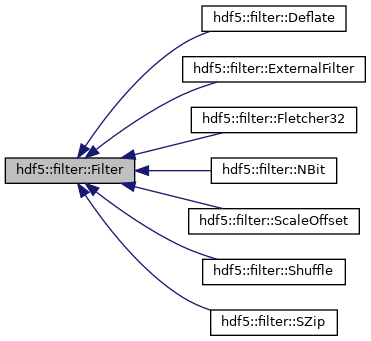 hdf5::filter::Deflate
hdf5::filter::ExternalFilter
hdf5::filter::Fletcher32
hdf5::filter::Filter
hdf5::filter::NBit
hdf5::filter::ScaleOffset
hdf5::filter::Shuffle
hdf5::filter::SZip